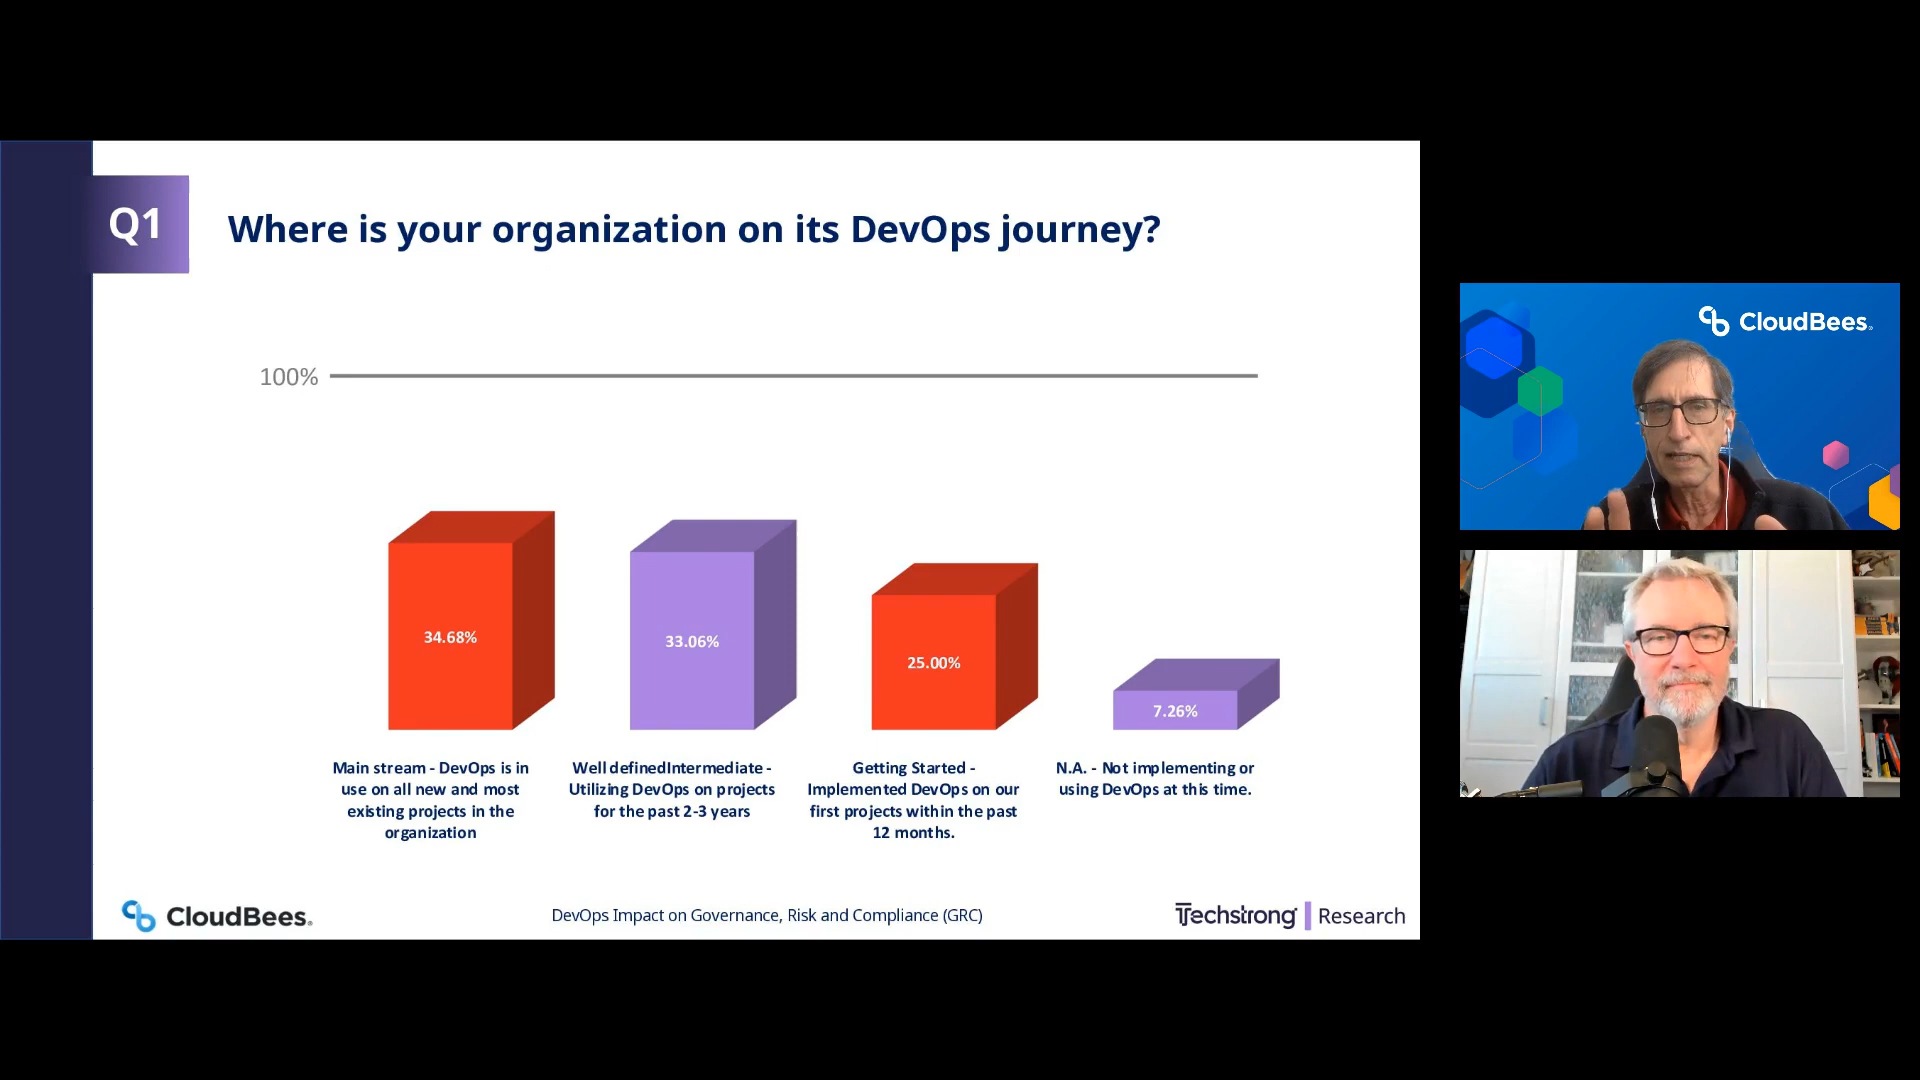 Q1
Where is your organization on its DevOps journey?
100%
34.68%
33.06%
25.00%
7.26%
Main stream - DevOps is in
use on all new and most
existing projects in the
organization
Well definedIntermediate -
Utilizing DevOps on projects
for the past 2-3 years
Getting Started -
Implemented DevOps on our
first projects within the past
12 months.
N.A. - Not implementing or
using DevOps at this time.
CloudBees.
DevOps Impact on Governance, Risk and Compliance (GRC)
Techstrong | Research
CloudBees.